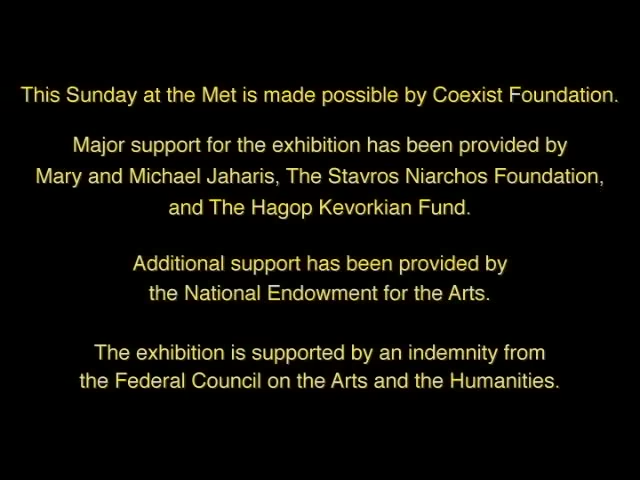 This Sunday at the Met is made possible by Coexist Foundation.
Major support for the exhibition has been provided by
Mary and Michael Jaharis, The Stavros Niarchos Foundation,
and The Hagop Kevorkian Fund.
Additional support has been provided by
the National Endowment for the Arts.
The exhibition is supported by an indemnity from
the Federal Council on the Arts and the Humanities.